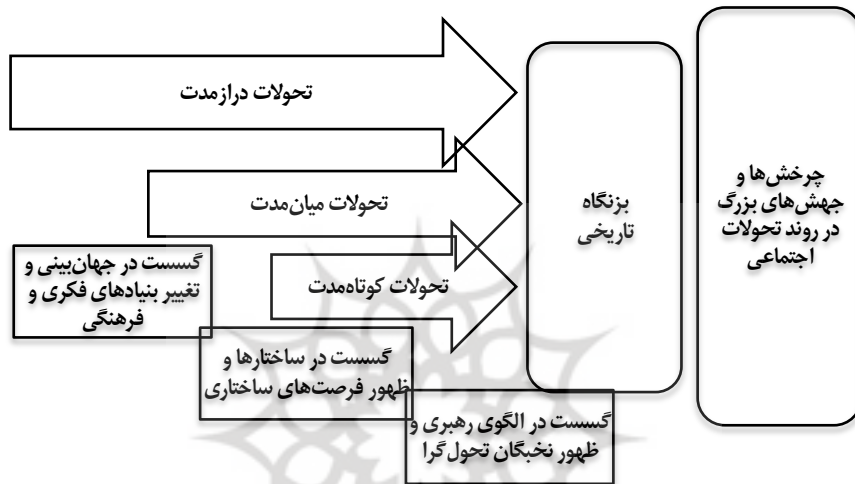 تحولات درازمدت
تحولات میان‌مدت
تحولات کوتاه‌مدت
گسست در جهان‌بینی و
تغییر بنیادهای فکری و
فرهنگی
گسست در ساختارها و
ظهور فرصت‌های ساختاری
گسست در الگوی رهبری و
ظهور نخبگان تحول‌گرا
بزنگاه
تاریخی
چرخش‌ها و
جهش‌های بزرگ
در روند تحولات
اجتماعی